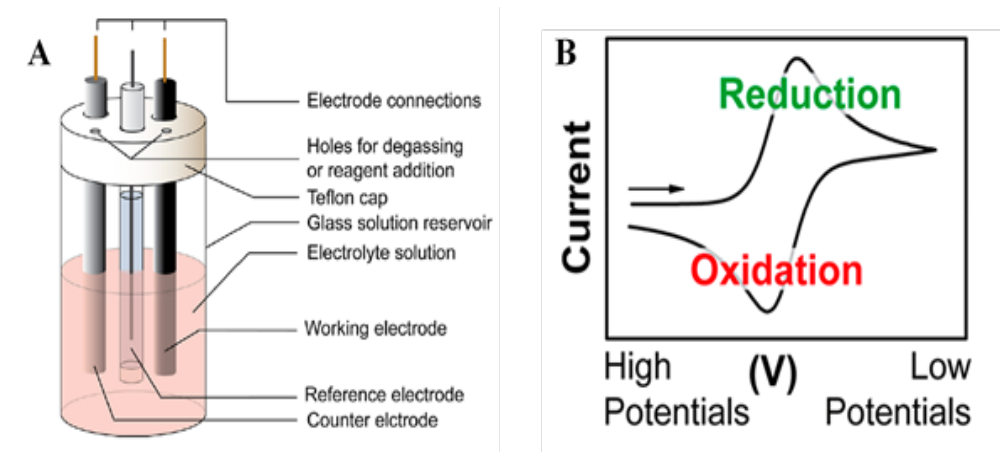 A
Electrode connections
Holes for degassing
or reagent addition
Teflon cap
Glass solution reservoir
Electrolyte solution
Working electrode
Reference electrode
Counter elctrode
B
Reduction
Current
Oxidation
High
Potentials
(V)
Low
Potentials